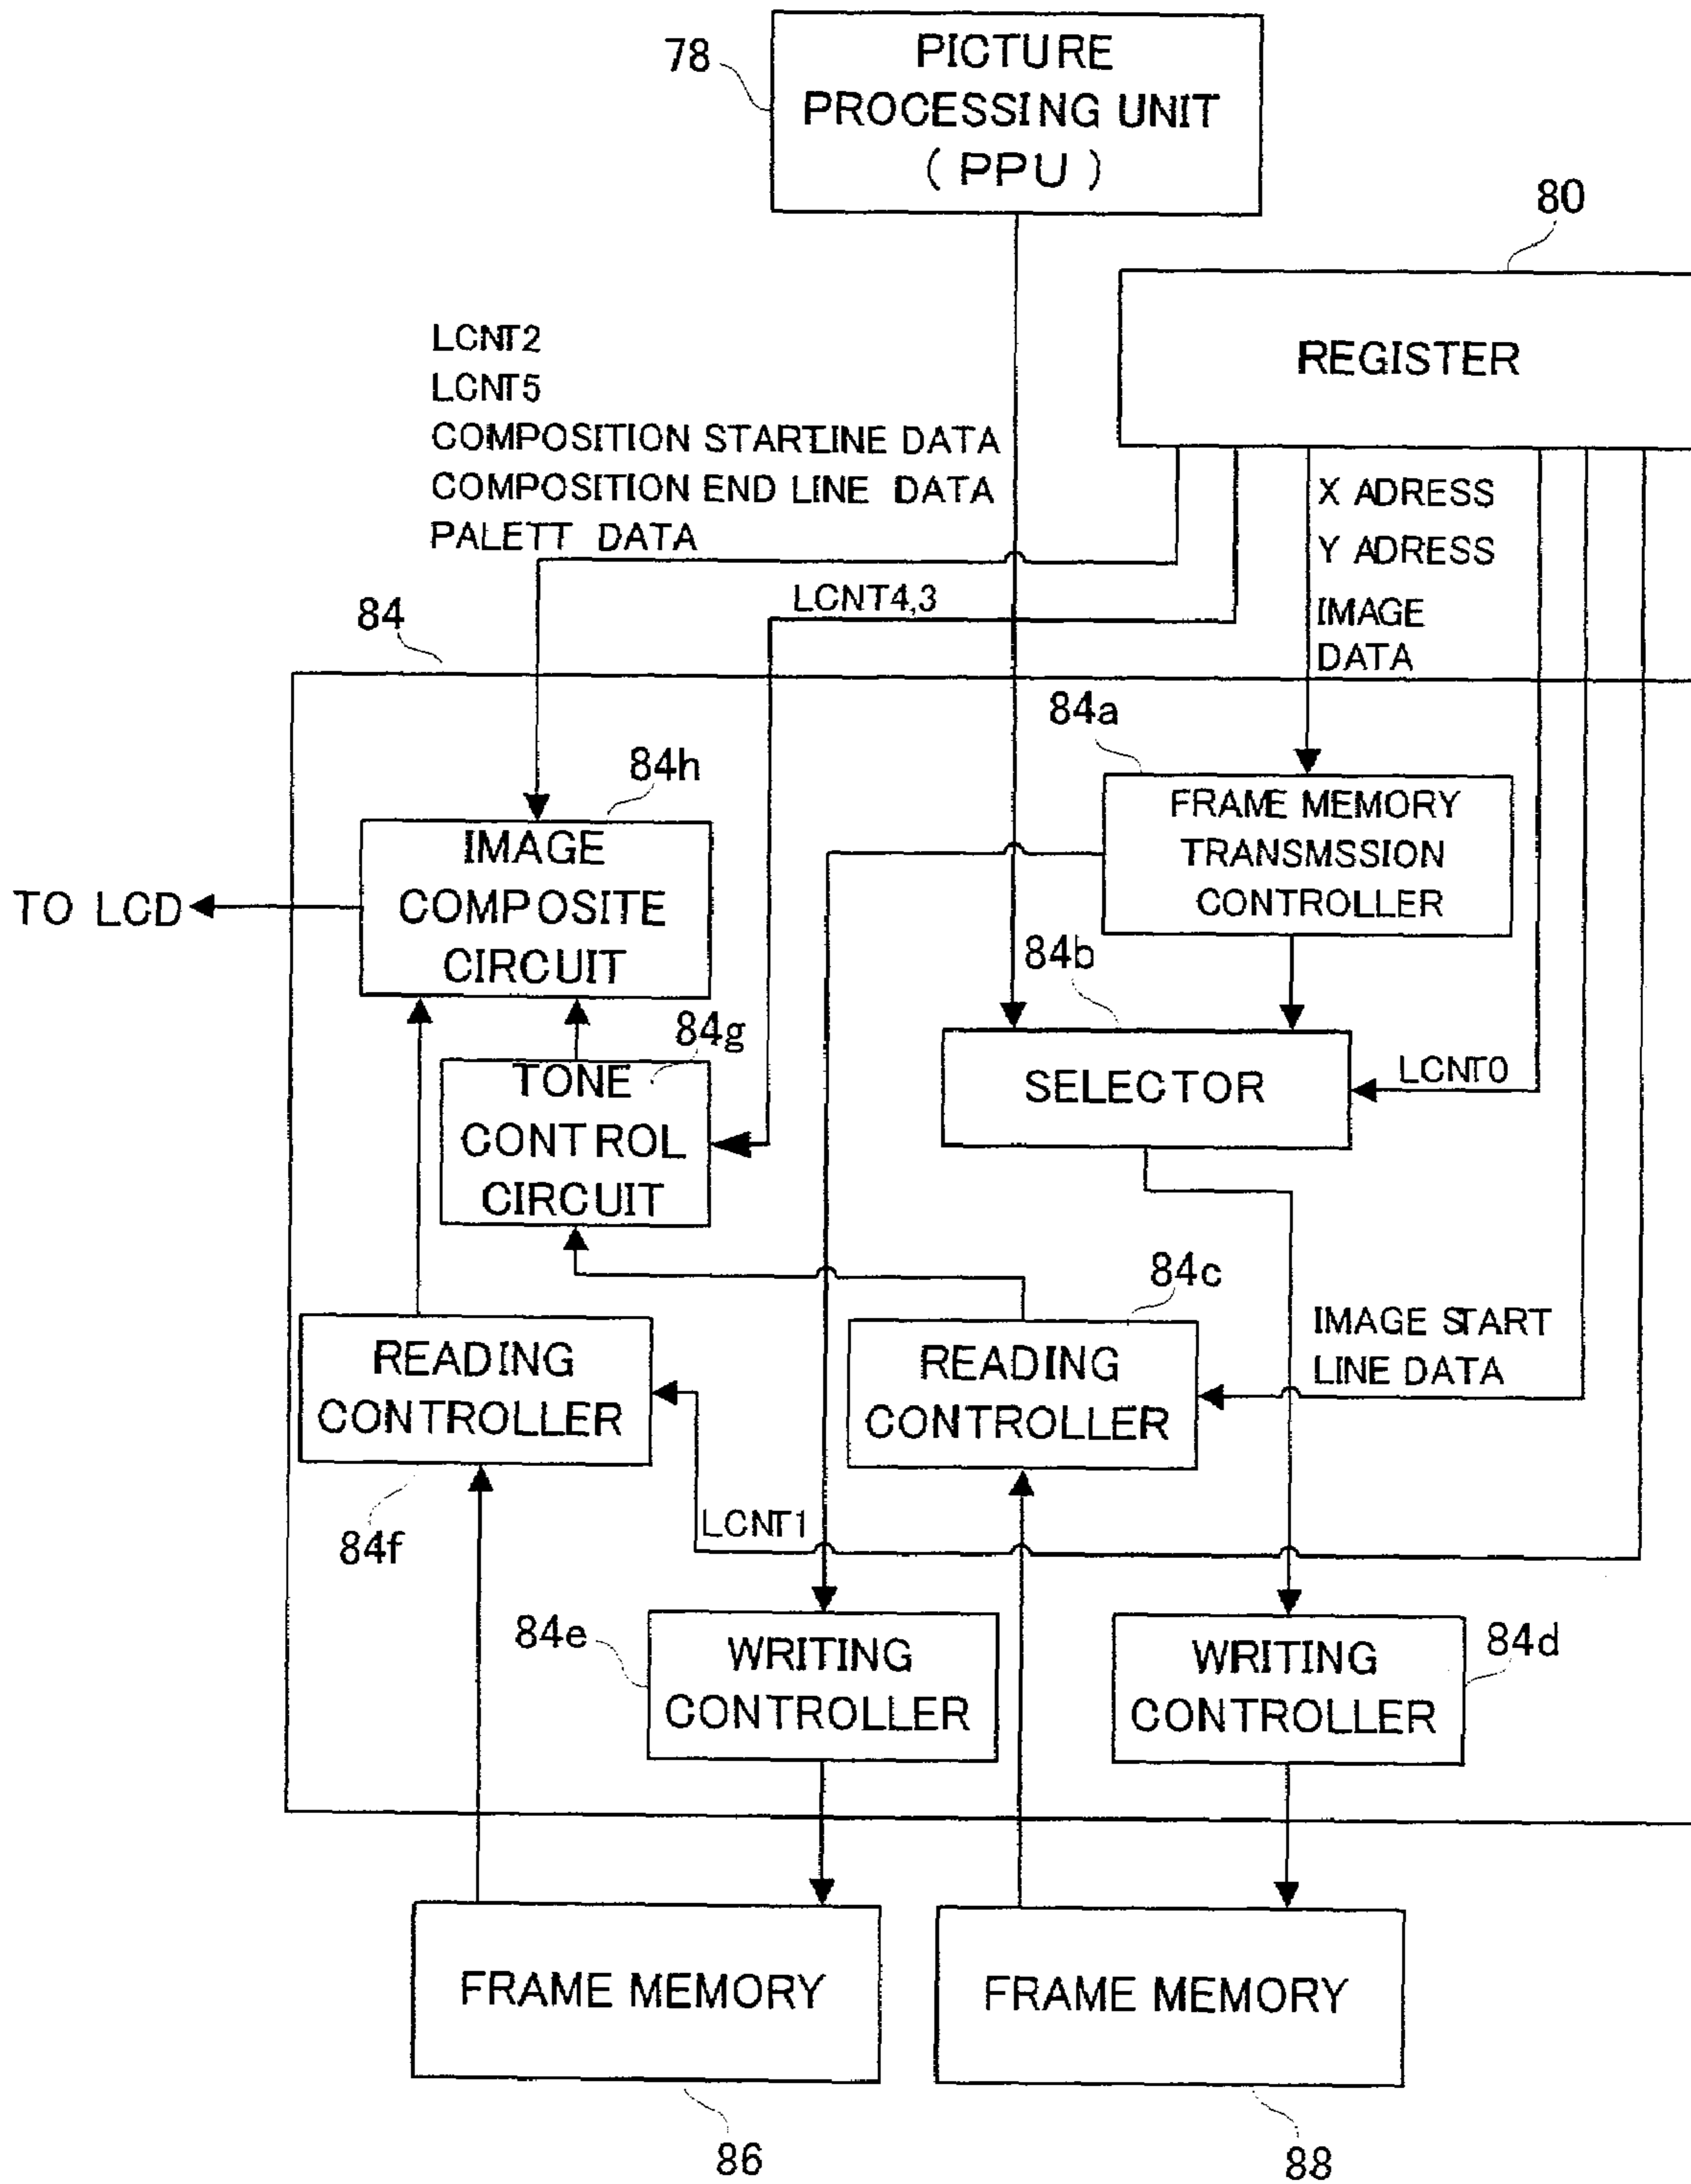 PICTURE
PROCESSING UNIT
( PPU )
78
80
REGISTER
LCNT2
LCNT5
COMPOSITION STARTLINE DATA
COMPOSITION END LINE DATA
PALETT DATA
X ADRESS
Y ADRESS
IMAGE
DATA
LCNT4,3
84
84a
FRAME MEMORY
TRANSMSSION
CONTROLLER
84h
IMAGE
COMPOSITE
CIRCUIT
TO LCD
84b
SELECTOR
LCNT0
84g
TONE
CONTROL
CIRCUIT
84c
READING
CONTROLLER
IMAGE START
LINE DATA
READING
CONTROLLER
84f
LCNT1
84e
WRITING
CONTROLLER
WRITING
CONTROLLER
84d
FRAME MEMORY
FRAME MEMORY
86
88